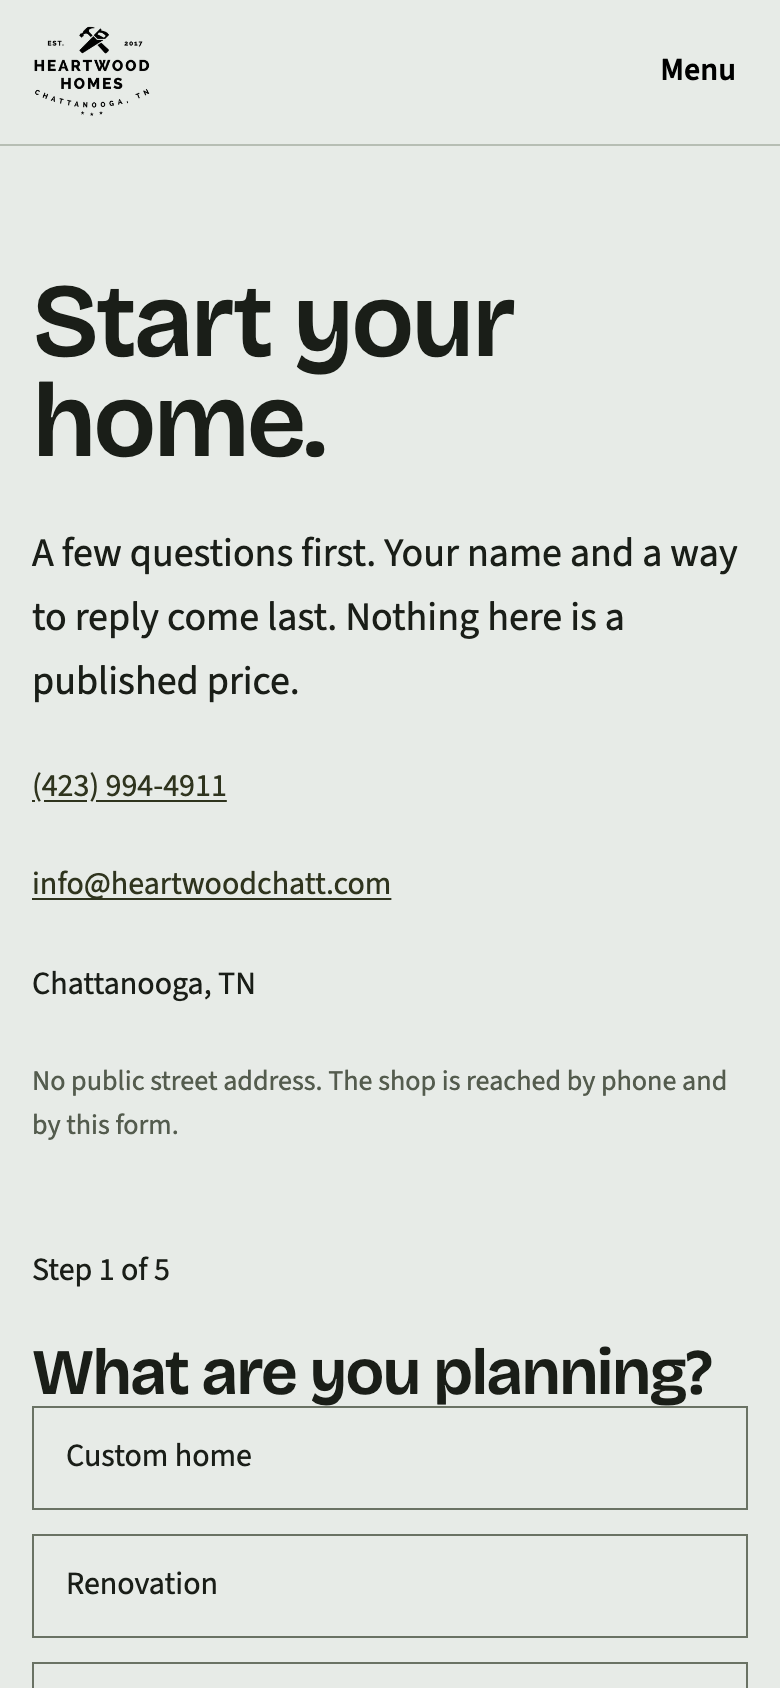 EST. 2017
HEARTWOOD
HOMES
CHATTANOOGA, TN
Menu
Start your
home.
A few questions first. Your name and a way
to reply come last. Nothing here is a
published price.
(423) 994-4911
info@heartwoodchatt.com
Chattanooga, TN
No public street address. The shop is reached by phone and
by this form.
Step 1 of 5
What are you planning?
Custom home
Renovation